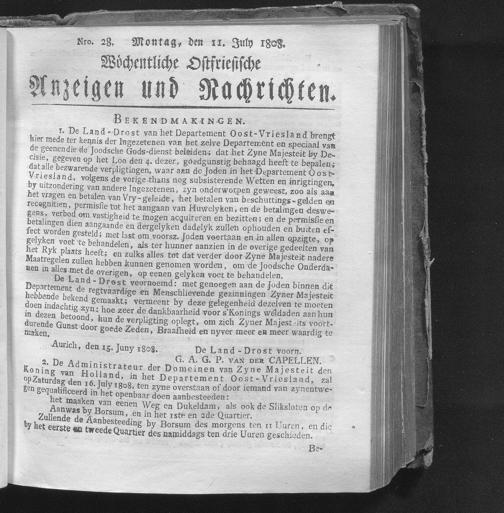 Nro. 28. Montag, den 11. July 1808.
Wöchentliche Ostfriesische
Anzeigen und Nachrichten.
BEKENDMAKINGEN.
1. De Land-Drost van het Departement Oost-Vriesland brengt
hier mede ter kennis der Ingezetenen van het zelve Departement en speciaal van
de geenen die de Joodsche Gods-dienst beleiden; dat het Zyne Majesteit by De-
cisie, gegeven op het Loo den 4. dezer, goedgunstig behaagd heeft te bepalen;
dat alle bezwarende verpligtingen, waar aan de Joden in het Departement Oost-
Vriesland, volgens de vorige thans nog subsisterende Wetten en inrigtingen,
by uitzondering van andere Ingezetenen, zyn onderworpen geweest, zoo als aan
het vragen en betalen van Vry-geleide, het betalen van beschuttings-gelden en
recognitien, permissie tot het aangaan van Huwelyken, en de betalingen deswe-
gens, verbod om vastigheid te mogen acquireren en bezitten; en de permissie en
betalingen dien aangaande en dergelyken dadelyk zullen ophouden en buiten ef-
fect worden gesteld; met last om voorsz. Joden voortaan en in allen opzigte, op
gelyken voet te behandelen, als ter hunner aanzien in de overige gedeelten van
het Ryk plaats heeft; en zulks alles tot dat verder door Zyne Majesteit nadere
Maatregelen zullen hebben kunnen genomen worden, om de Joodsche Onderda-
nen in alles met de overigen, op eenen gelyken voet te behandelen.
De Land-Drost voornoemd: met genoegen aan de Joden binnen dit
Departement de regtvaardige en Menschlievende gezinningen Zyner Majesteit
hebbende bekend gemaakt; vermeent by deze gelegenheid dezelven te moeten
doen indachtig zyn: hoe zeer de dankbaarheid voor s'Konings weldaden aan hun
in dezen betoond, hun de verpligting oplegt, om zich Zyner Majesteits voort-
durende Gunst door goede Zeden, Braafheid en nyver meer en meer waardig te
maken.
Aurich, den 15. Juny 1808. De Land-Drost voorn.
G. A. G. P. VAN DER CAPELLEN.
2. De Administrateur der Domeinen van Zyne Majesteit den
Koning van Holland, in het Departement Oost-Vriesland, zal
op Zaturdag den 16. July 1808, ten zyne overstaan of door iemand van zynentwe-
gen gequalificeerd in het openbaar doen aanbesteeden:
het maken van eenen Weg en Dukeldam, als ook de Sliksloten op de
Aanwas by Borsum, en in het 1ste en 2de Quartier.
Zullende de Aanbesteeding by Borsum des morgens ten 11 Uuren, en die
by het eerste en tweede Quartier des namiddags ten drie Uuren geschieden.
Be-